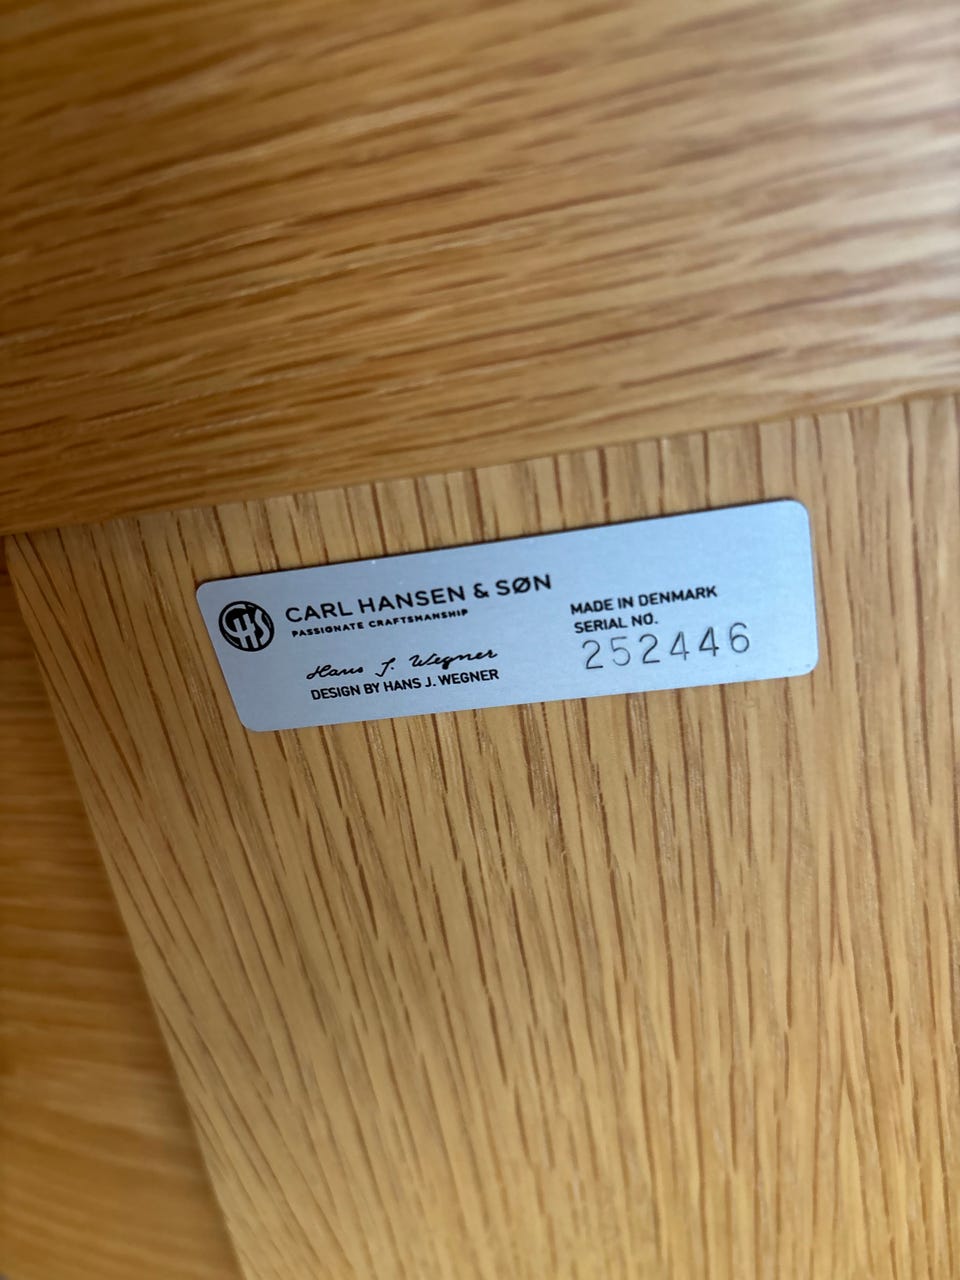 CHS
CARL HANSEN & SØN
PASSIONATE CRAFTSMANSHIP
Hans J. Wegner
DESIGN BY HANS J. WEGNER
MADE IN DENMARK
SERIAL NO.
252446